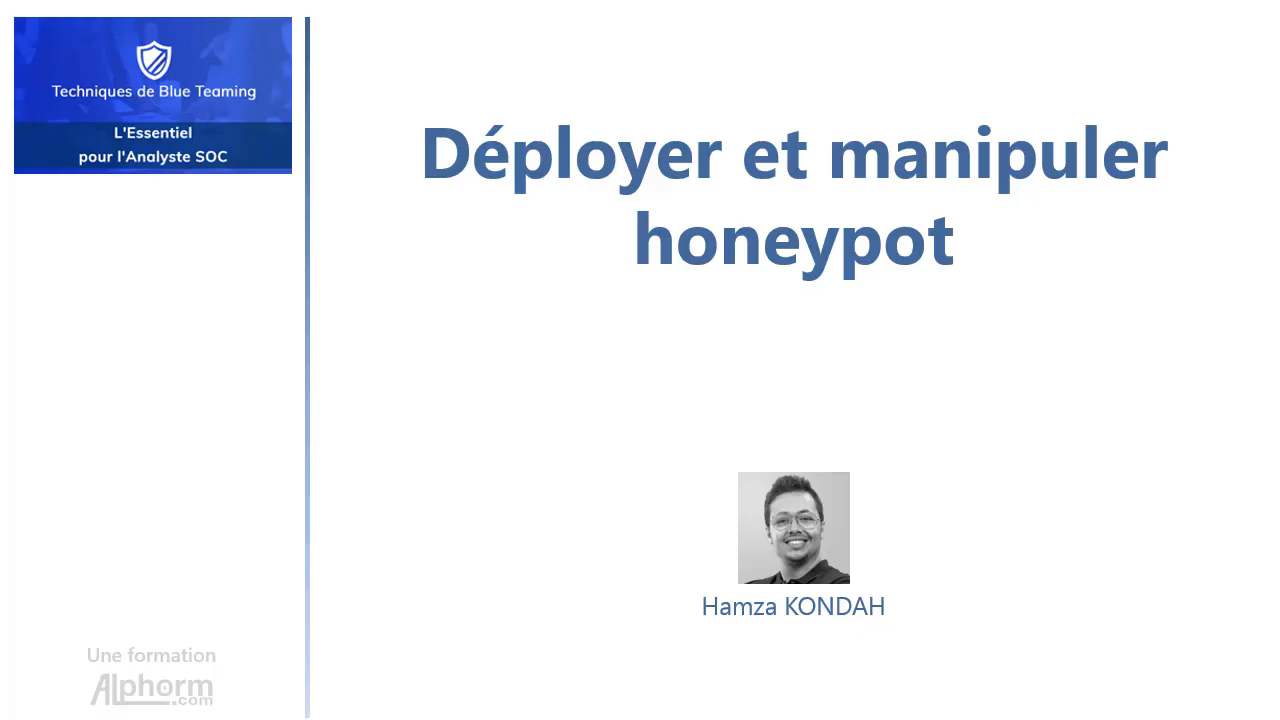 Techniques de Blue Teaming
L'Essentiel
pour l'Analyste SOC
Déployer et manipuler
honeypot
Hamza KONDAH
Une formation
Alphorm
.com